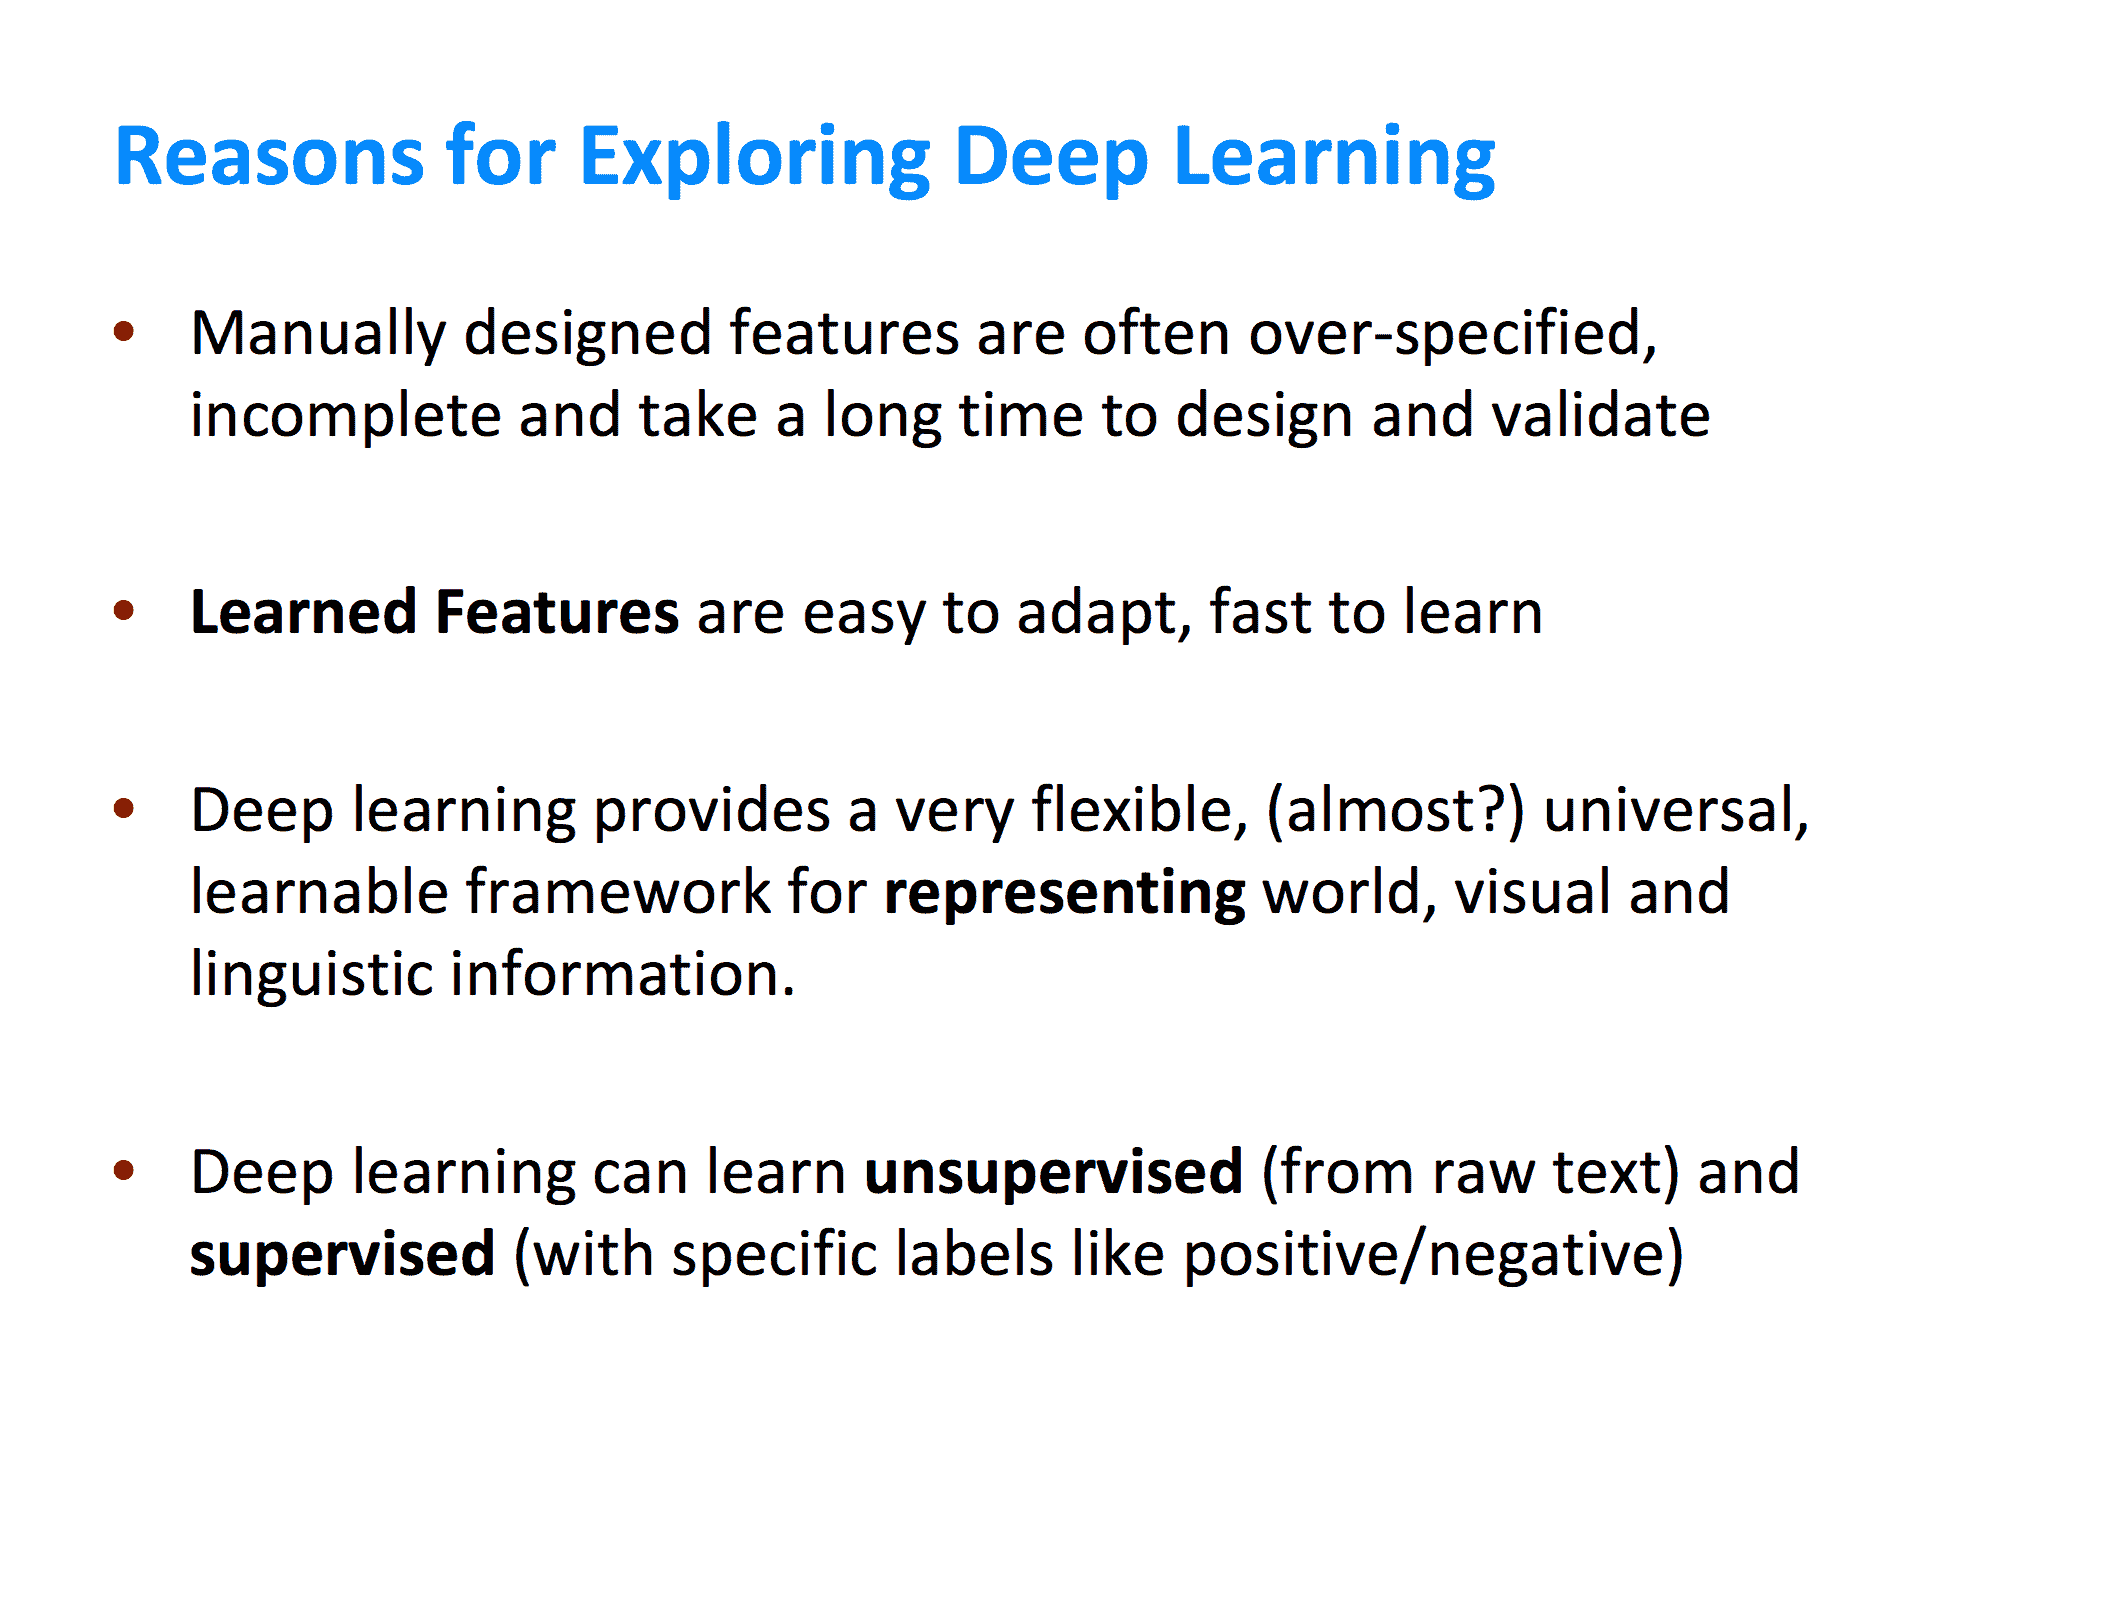 Reasons for Exploring Deep Learning
• Manually designed features are often over-specified,
incomplete and take a long time to design and validate
• Learned Features are easy to adapt, fast to learn
• Deep learning provides a very flexible, (almost?) universal,
learnable framework for representing world, visual and
linguistic information.
• Deep learning can learn unsupervised (from raw text) and
supervised (with specific labels like positive/negative)